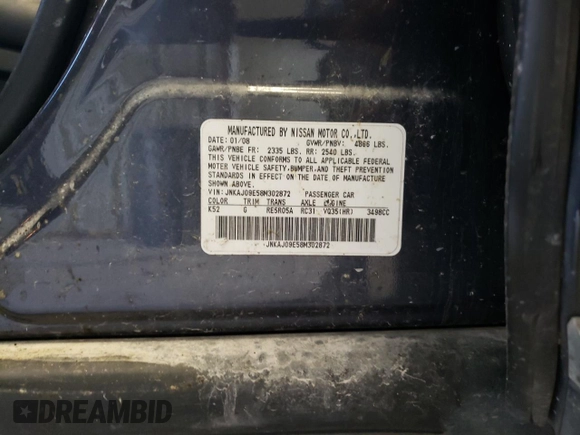 MANUFACTURED BY NISSAN MOTOR CO.,LTD.
DATE: 01/08 GVWR/PNBV: 4866 LBS.
GAWR/PNBE FR: 2335 LBS. RR: 2540 LBS.
THIS VEHICLE CONFORMS TO ALL APPLICABLE FEDERAL
MOTOR VEHICLE SAFETY,BUMPER,AND THEFT PREVENTION
STANDARDS IN EFFECT ON THE DATE OF MANUFACTURE
SHOWN ABOVE.
VIN: JNKAJ09E58M302872 PASSENGER CAR
COLOR TRIM TRANS AXLE ENGINE
K52 G RE5R05A RC31 VQ35(HR) 3498CC
JNKAJ09E58M302872
DREAMBID